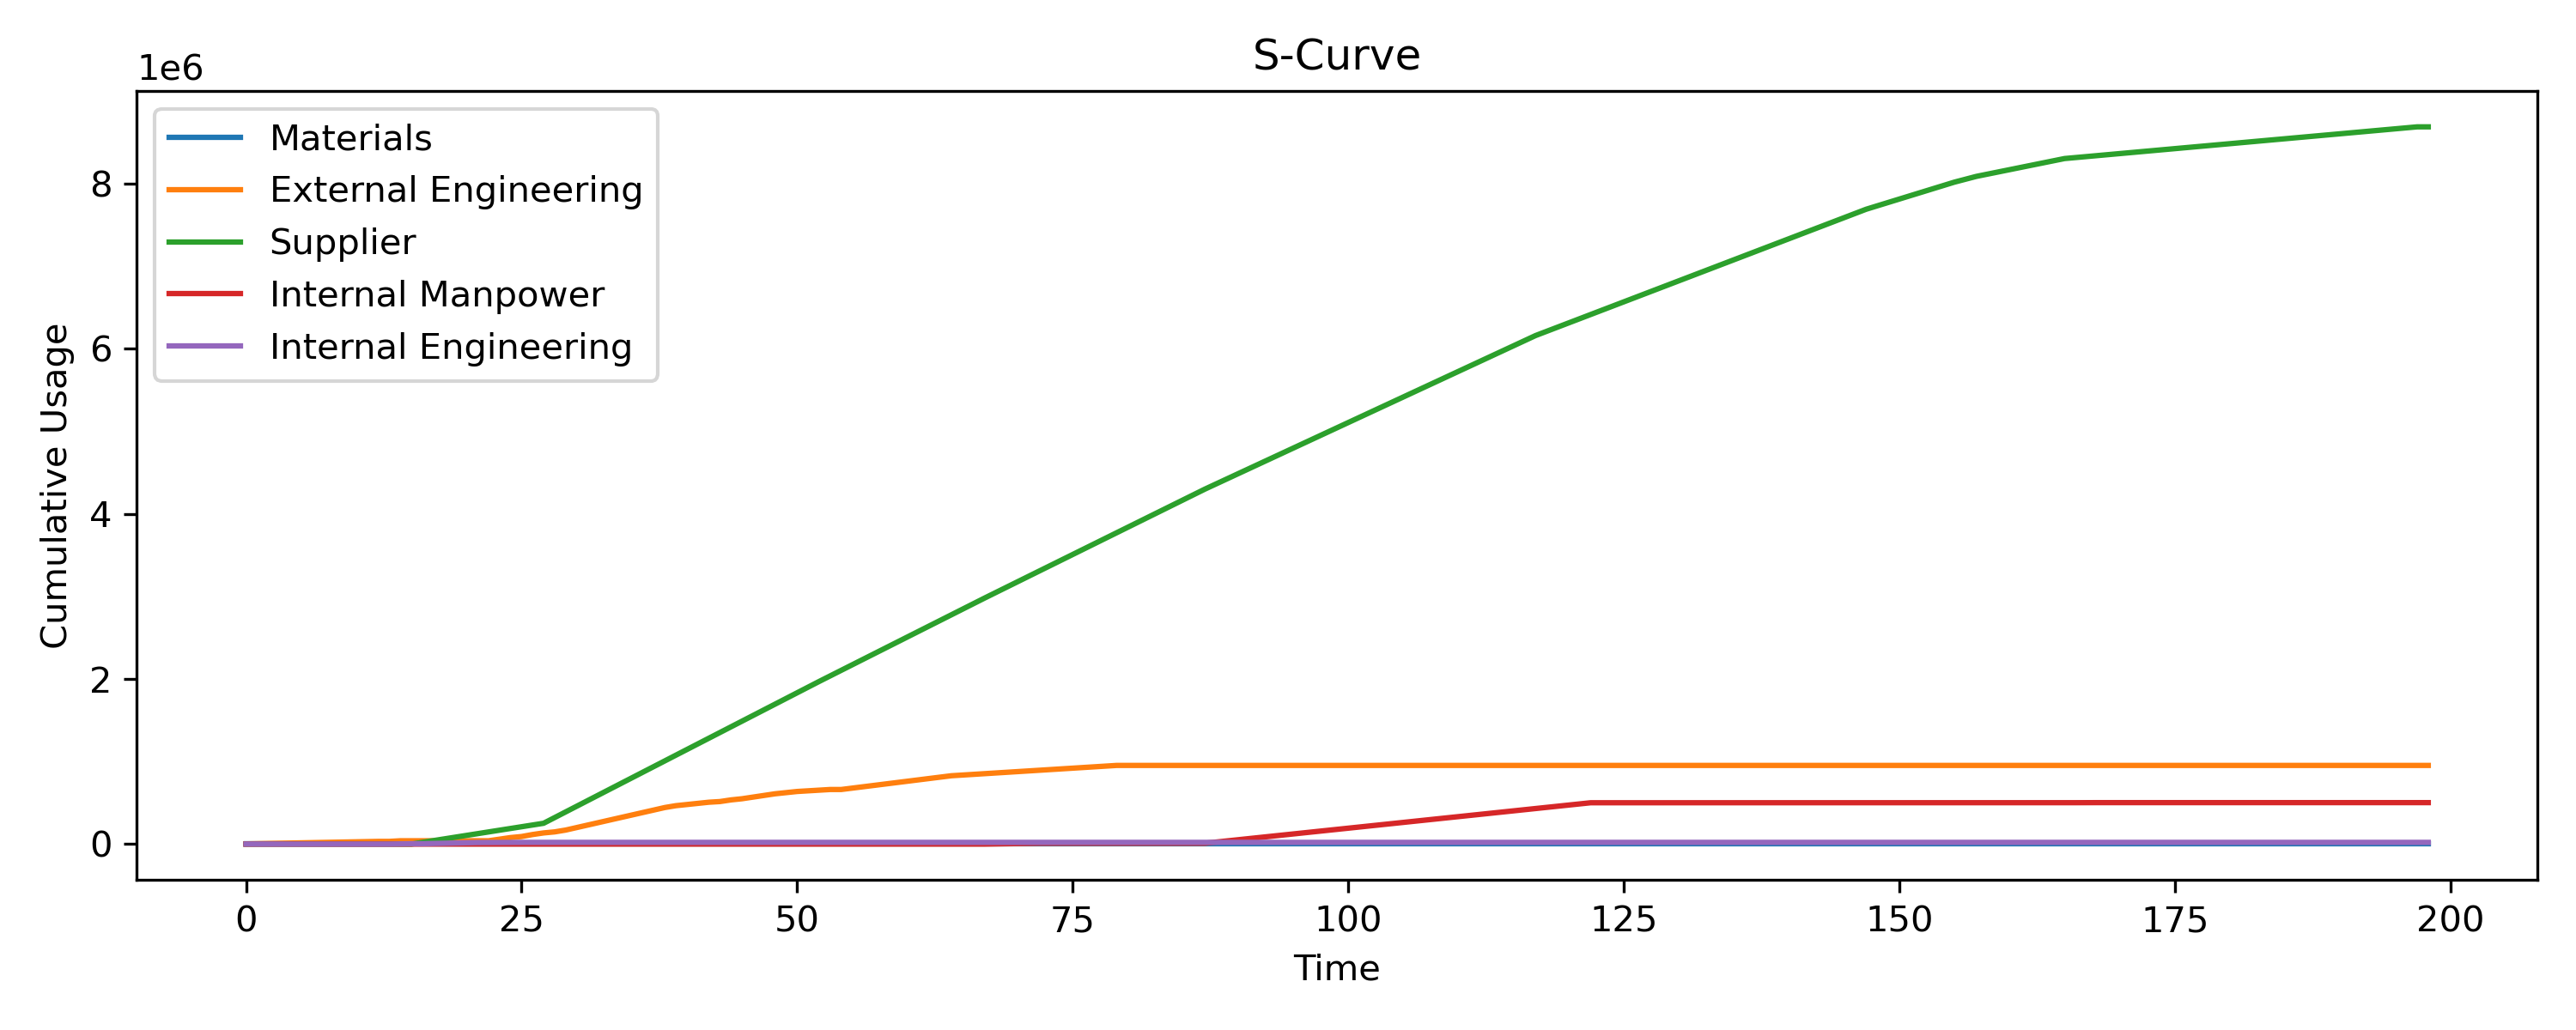 S-Curve
1e6
Materials
External Engineering
Supplier
Internal Manpower
Internal Engineering
8
6
4
2
0
Cumulative Usage
0 25 50 75 100 125 150 175 200
Time